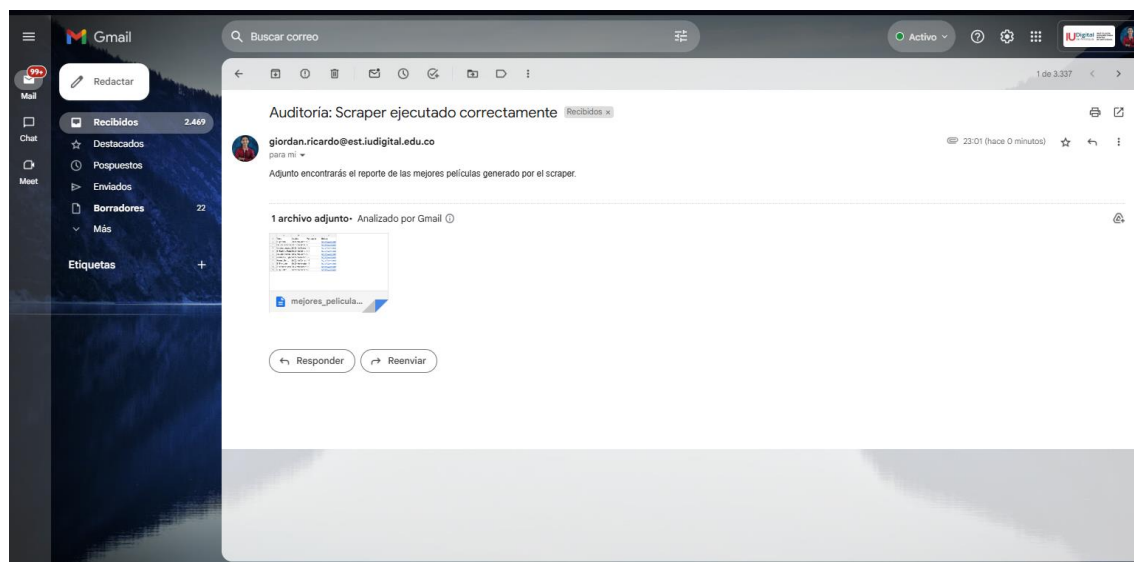 Gmail
Buscar correo
Activo
IUDigital
99+
Mail
Redactar
1 de 3.337
Chat
Meet
Recibidos 2.469
Destacados
Pospuestos
Enviados
Borradores 22
Más
Etiquetas
Auditoría: Scraper ejecutado correctamente Recibidos x
giordan.ricardo@est.iudigital.edu.co
23:01 (hace 0 minutos)
para mí
Adjunto encontrarás el reporte de las mejores películas generado por el scraper.
1 archivo adjunto• Analizado por Gmail
mejores_pelicula...
Responder
Reenviar